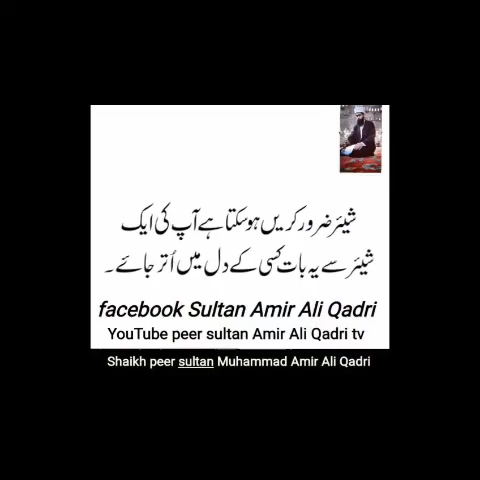 شیئر ضرور کریں ہوسکتا ہے آپ کی ایک
شیئر سے یہ بات کسی کے دل میں اُتر جائے۔
facebook Sultan Amir Ali Qadri
YouTube peer sultan Amir Ali Qadri tv
Shaikh peer sultan Muhammad Amir Ali Qadri